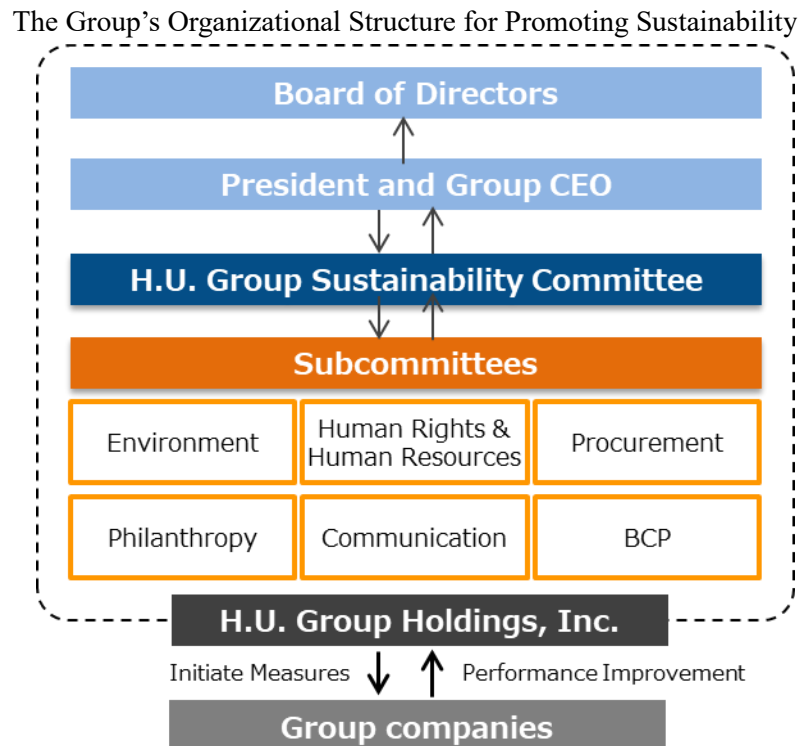 The Group’s Organizational Structure for Promoting Sustainability
Board of Directors
President and Group CEO
H.U. Group Sustainability Committee
Subcommittees
Environment
Human Rights &
Human Resources
Procurement
Philanthropy
Communication
BCP
H.U. Group Holdings, Inc.
Initiate Measures
Performance Improvement
Group companies